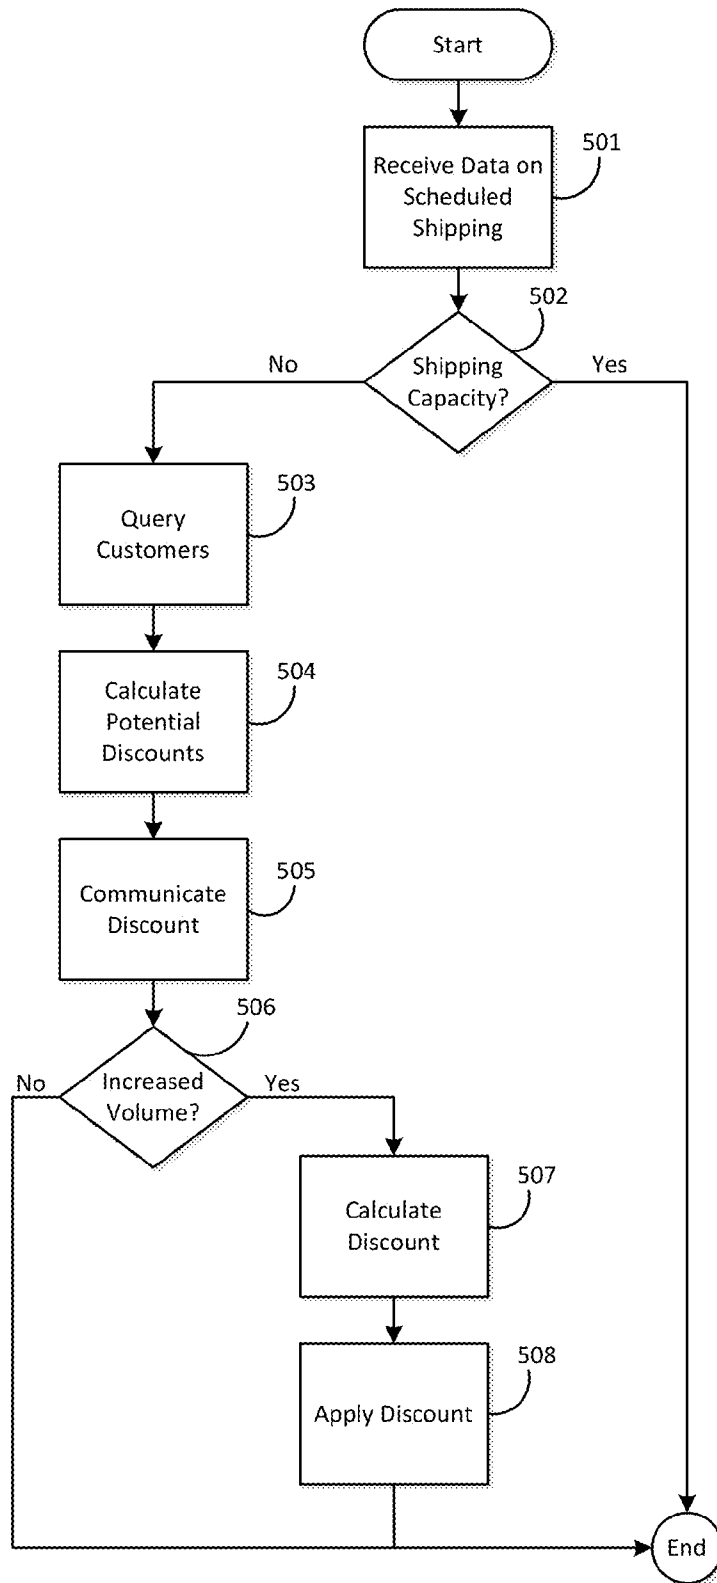 Start
501
Receive Data on
Scheduled
Shipping
502
No
Shipping
Capacity?
Yes
503
Query
Customers
504
Calculate
Potential
Discounts
505
Communicate
Discount
506
No
Increased
Volume?
Yes
507
Calculate
Discount
508
Apply Discount
End